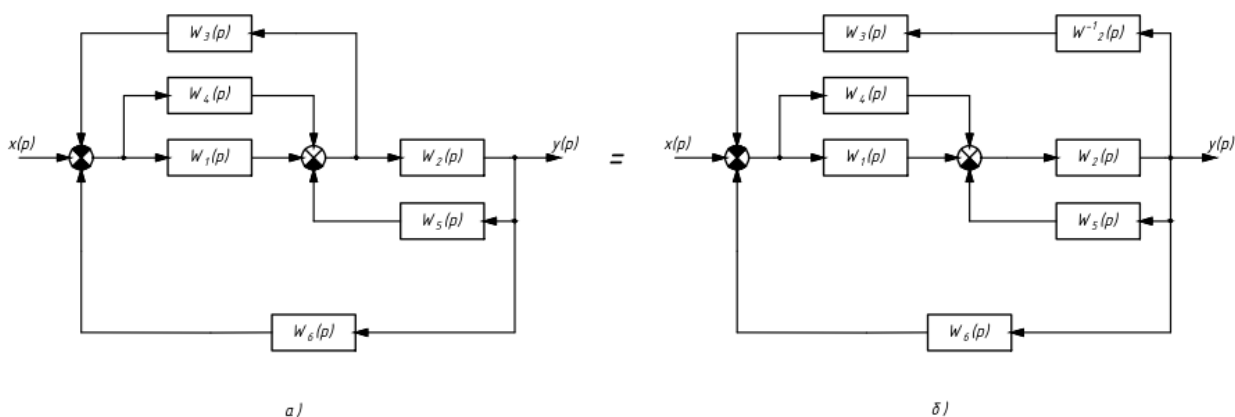 W₃(p)
W₄(p)
x(p)
W₁(p)
W₂(p)
y(p)
W₅(p)
W₆(p)
а)
=
W₃(p)
W⁻¹₂(p)
W₄(p)
x(p)
W₁(p)
W₂(p)
y(p)
W₅(p)
W₆(p)
б)